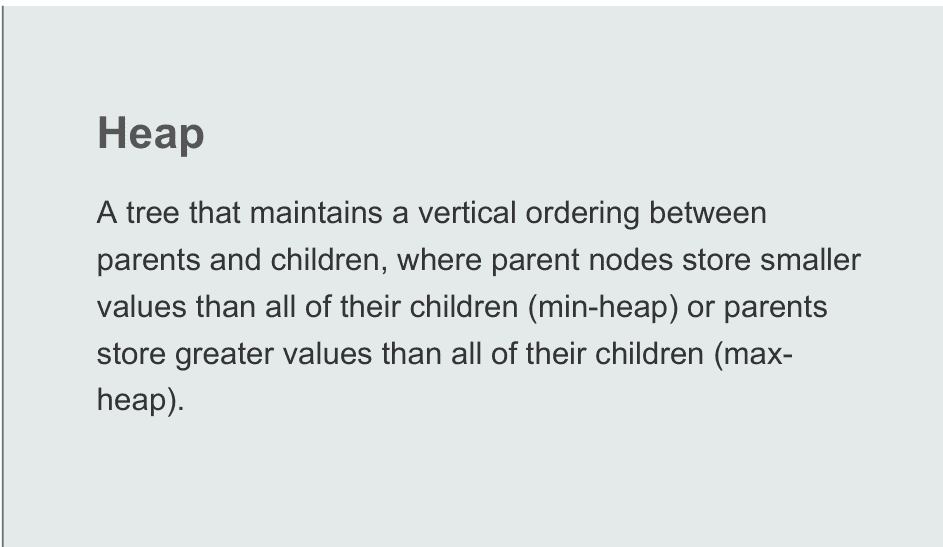 Heap
A tree that maintains a vertical ordering between
parents and children, where parent nodes store smaller
values than all of their children (min-heap) or parents
store greater values than all of their children (max-
heap).